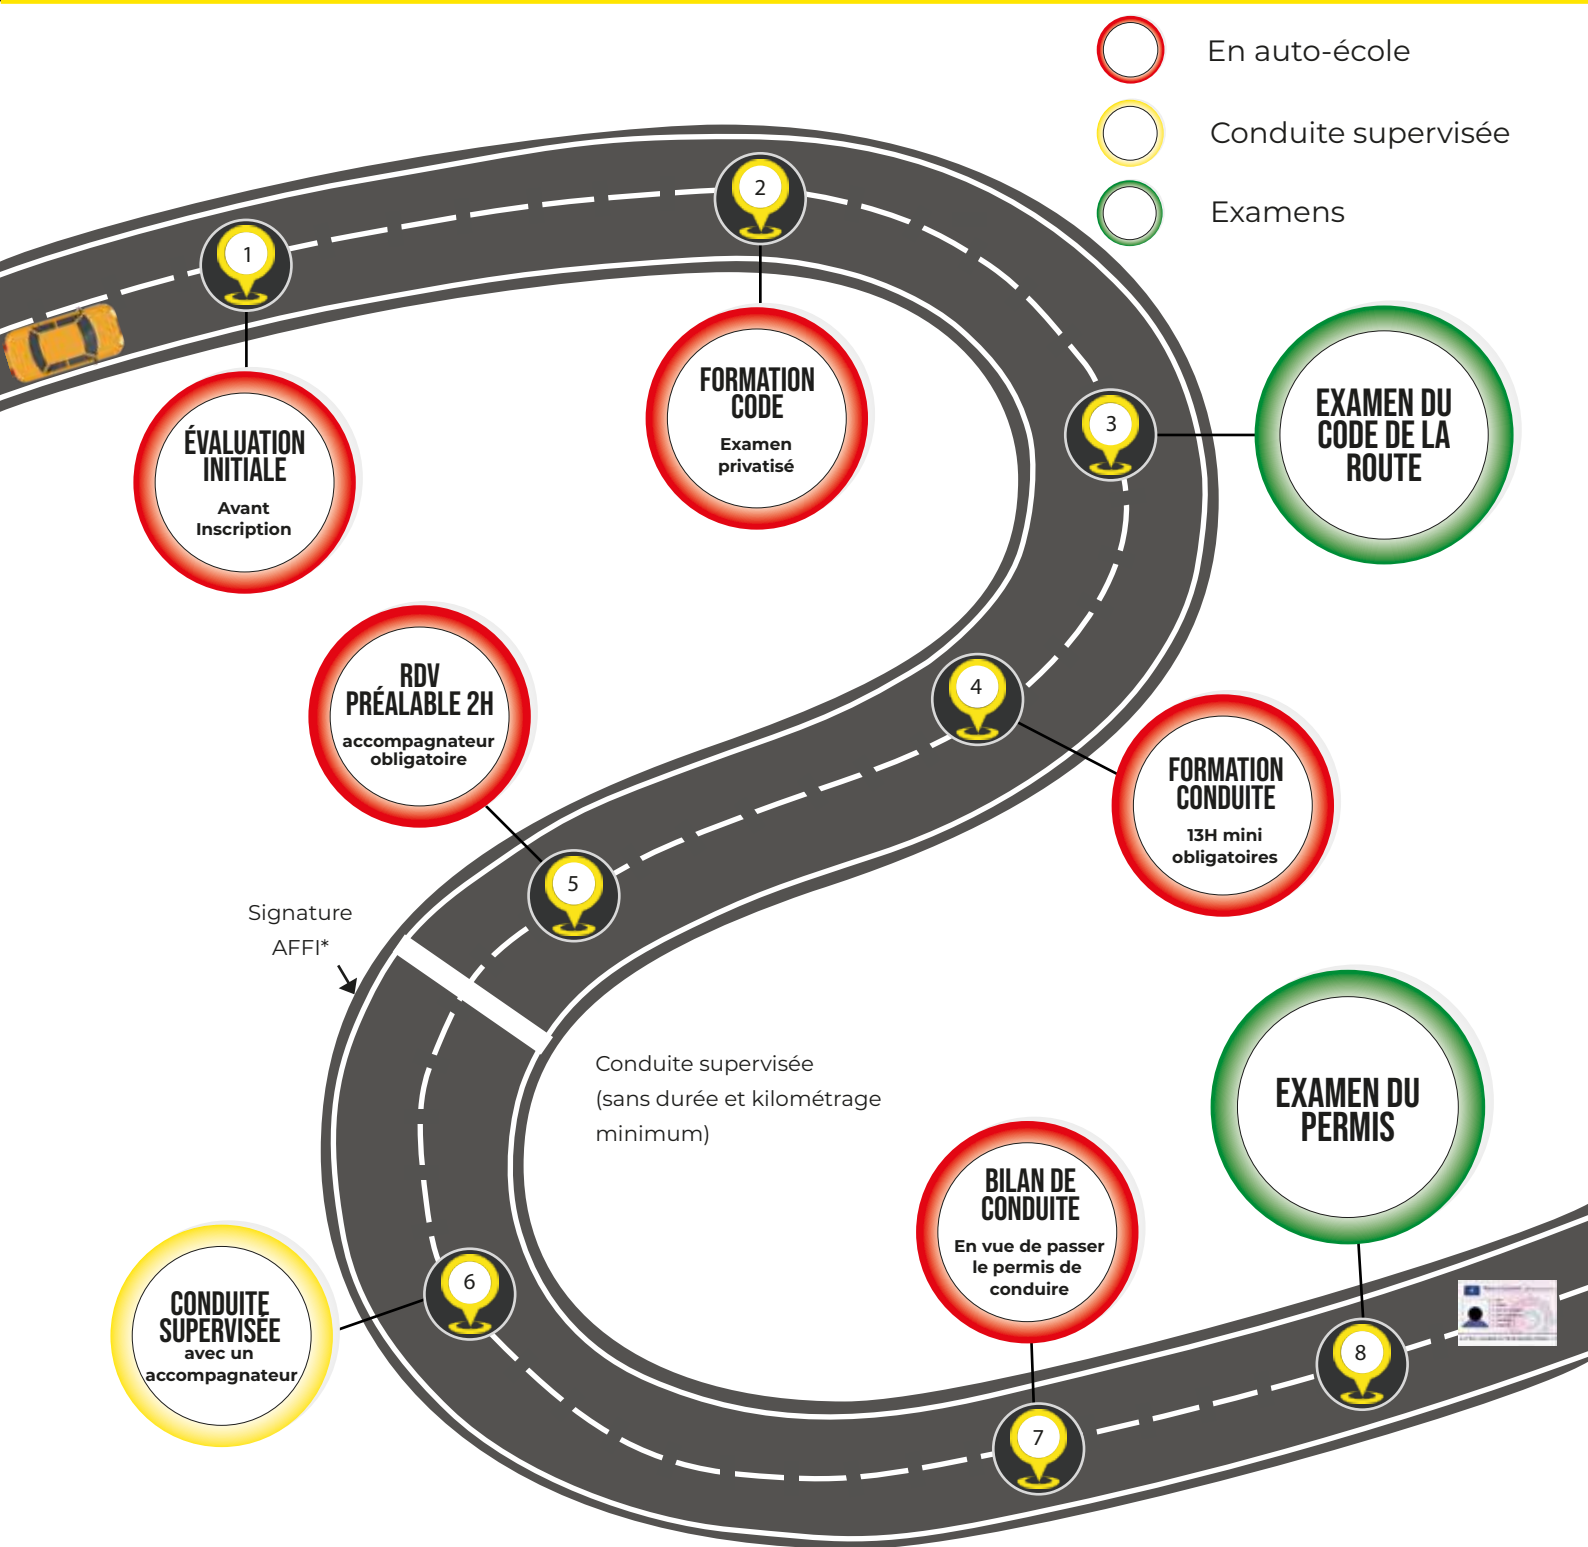 En auto-école
Conduite supervisée
Examens
1
ÉVALUATION
INITIALE
Avant
Inscription
2
FORMATION
CODE
Examen
privatisé
3
EXAMEN DU
CODE DE LA
ROUTE
4
FORMATION
CONDUITE
13H mini
obligatoires
RDV
PRÉALABLE 2H
accompagnateur
obligatoire
5
Signature
AFFI*
Conduite supervisée
(sans durée et kilométrage
minimum)
6
CONDUITE
SUPERVISÉE
avec un
accompagnateur
BILAN DE
CONDUITE
En vue de passer
le permis de
conduire
7
EXAMEN DU
PERMIS
8